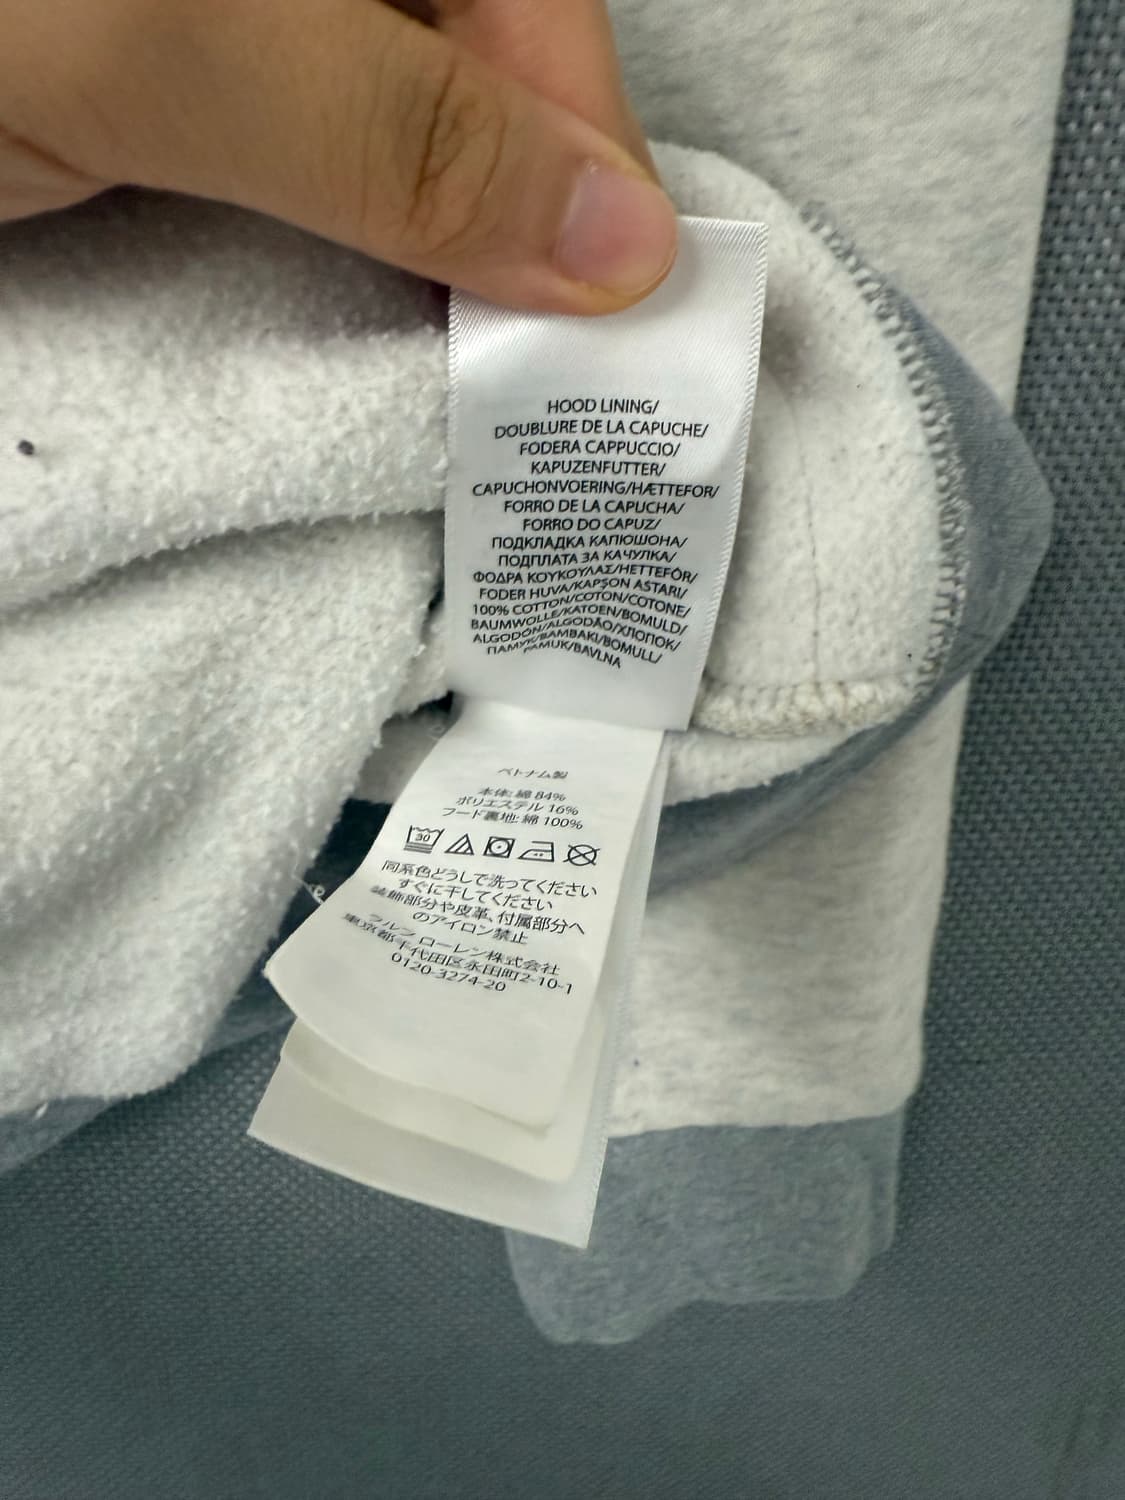 HOOD LINING/
DOUBLURE DE LA CAPUCHE/
FODERA CAPPUCCIO/
KAPUZENFUTTER/
CAPUCHONVOERING/HÆTTEFOR/
FORRO DE LA CAPUCHA/
FORRO DO CAPUZ/
ПОДКЛАДКА КАПЮШОНА/
ПОДПЛАТА ЗА КАЧУЛКА/
ΦΟΔΡΑ ΚΟΥΚΟΥΛΑΣ/HETTEFÔR/
FODER HUVA/KAPŞON ASTARI/
100% COTTON/COTON/COTONE/
BAUMWOLLE/KATOEN/BOMULD/
ALGODÓN/ALGODÃO/ХЛОПОК/
ПАМУК/BAMBAKI/BOMULL/
PAMUK/BAVLNA
ベトナム製
本体: 綿 84%
ポリエステル 16%
フード裏地: 綿 100%
30
同系色どうしで洗ってください
すぐに干してください
装飾部分や皮革、付属部分へ
のアイロン禁止
ラルフ ローレン株式会社
東京都千代田区永田町2-10-1
0120-3274-20